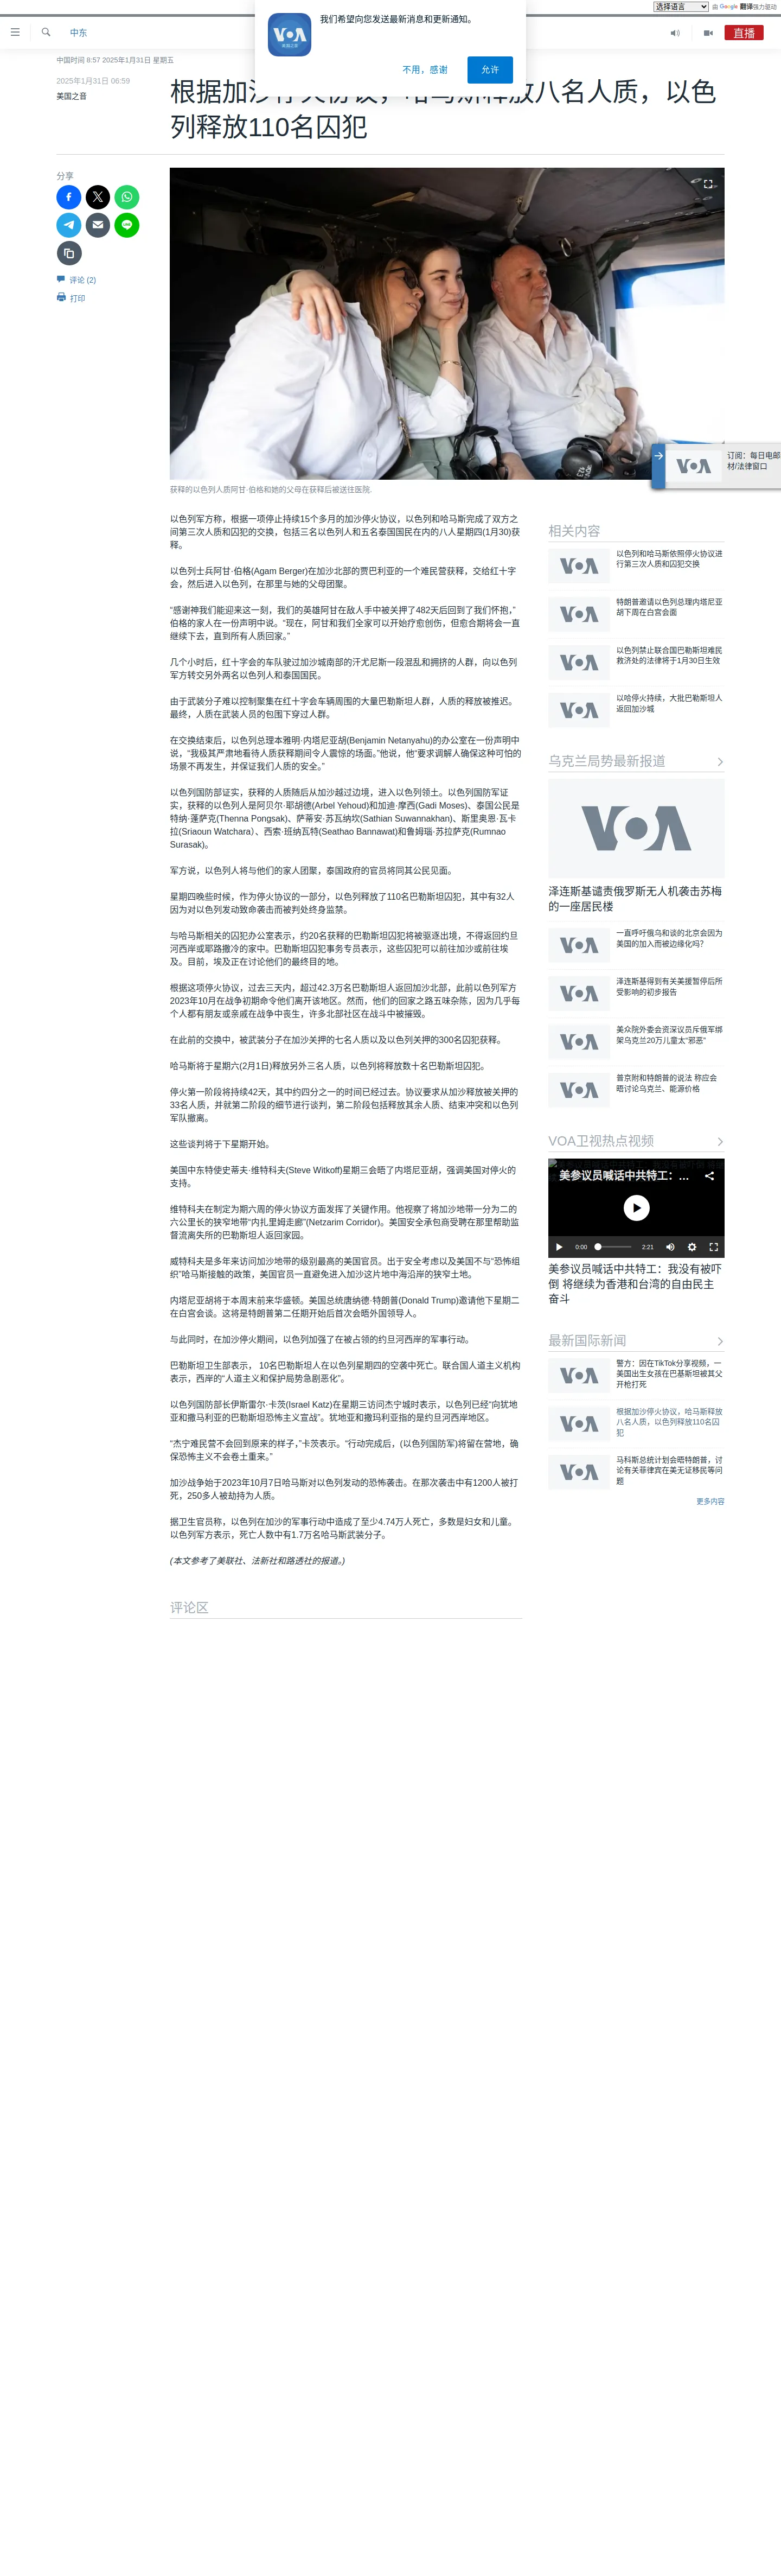 选择语言
由 Google 翻译强力驱动
VOA
美国之音
我们希望向您发送最新消息和更新通知。
不用，感谢
允许
中东
直播
中国时间 8:57 2025年1月31日 星期五
2025年1月31日 06:59
美国之音
八名人质，以色
列释放110名囚犯
分享
评论 (2)
打印
获释的以色列人质阿甘·伯格和她的父母在获释后被送住医院.
VOA
订阅：每日电邮
材/法律窗口
以色列军方称，根据一项停止持续15个多月的加沙停火协议，以色列和哈马斯完成了双方之
间第三次人质和囚犯的交换，包括三名以色列人和五名泰国国民在内的八人星期四(1月30)获
释。
以色列士兵阿甘·伯格(Agam Berger)在加沙北部的贾巴利亚的一个难民营获释，交给红十字
会，然后进入以色列，在那里与她的父母团聚。
“感谢神我们能迎来这一刻，我们的英雄阿甘在敌人手中被关押了482天后回到了我们怀抱，”
伯格的家人在一份声明中说。“现在，阿甘和我们全家可以开始疗愈创伤，但愈合期将会一直
继续下去，直到所有人质回家。”
几个小时后，红十字会的车队驶过加沙城南部的汗尤尼斯一段混乱和拥挤的人群，向以色列
军方转交另外两名以色列人和泰国国民。
由于武装分子难以控制聚集在红十字会车辆周围的大量巴勒斯坦人群，人质的释放被推迟。
最终，人质在武装人员的包围下穿过人群。
在交换结束后，以色列总理本雅明·内塔尼亚胡(Benjamin Netanyahu)的办公室在一份声明中
说，“我极其严肃地看待人质获释期间令人震惊的场面。”他说，他“要求调解人确保这种可怕的
场景不再发生，并保证我们人质的安全。”
以色列国防部证实，获释的人质随后从加沙越过边境，进入以色列领土。以色列国防军证
实，获释的以色列人是阿贝尔·耶胡德(Arbel Yehoud)和加迪·摩西(Gadi Moses)、泰国公民是
特纳·蓬萨克(Thenna Pongsak)、萨蒂安·苏瓦纳坎(Sathian Suwannakhan)、斯里奥恩·瓦卡
拉(Sriaoun Watchara）、西索·班纳瓦特(Seathao Bannawat)和鲁姆瑙·苏拉萨克(Rumnao
Surasak)。
军方说，以色列人将与他们的家人团聚，泰国政府的官员将同其公民见面。
星期四晚些时候，作为停火协议的一部分，以色列释放了110名巴勒斯坦囚犯，其中有32人
因为对以色列发动致命袭击而被判处终身监禁。
与哈马斯相关的囚犯办公室表示，约20名获释的巴勒斯坦囚犯将被驱逐出境，不得返回约旦
河西岸或耶路撒冷的家中。巴勒斯坦囚犯事务专员表示，这些囚犯可以前往加沙或前往埃
及。目前，埃及正在讨论他们的最终目的地。
根据这项停火协议，过去三天内，超过42.3万名巴勒斯坦人返回加沙北部，此前以色列军方
2023年10月在战争初期命令他们离开该地区。然而，他们的回家之路五味杂陈，因为几乎每
个人都有朋友或亲戚在战争中丧生，许多北部社区在战斗中被摧毁。
在此前的交换中，被武装分子在加沙关押的七名人质以及以色列关押的300名囚犯获释。
哈马斯将于星期六(2月1日)释放另外三名人质，以色列将释放数十名巴勒斯坦囚犯。
停火第一阶段将持续42天，其中约四分之一的时间已经过去。协议要求从加沙释放被关押的
33名人质，并就第二阶段的细节进行谈判，第二阶段包括释放其余人质、结束冲突和以色列
军队撤离。
这些谈判将于下星期开始。
美国中东特使史蒂夫·维特科夫(Steve Witkoff)星期三会晤了内塔尼亚胡，强调美国对停火的
支持。
维特科夫在制定为期六周的停火协议方面发挥了关键作用。他视察了将加沙地带一分为二的
六公里长的狭窄地带“内扎里姆走廊”(Netzarim Corridor)。美国安全承包商受聘在那里帮助监
督流离失所的巴勒斯坦人返回家园。
威特科夫是多年来访问加沙地带的级别最高的美国官员。出于安全考虑以及美国不与“恐怖组
织”哈马斯接触的政策，美国官员一直避免进入加沙这片地中海沿岸的狭窄土地。
内塔尼亚胡将于本周末前来华盛顿。美国总统唐纳德·特朗普(Donald Trump)邀请他下星期二
在白宫会谈。这将是特朗普第二任期开始后首次会晤外国领导人。
与此同时，在加沙停火期间，以色列加强了在被占领的约旦河西岸的军事行动。
巴勒斯坦卫生部表示， 10名巴勒斯坦人在以色列星期四的空袭中死亡。联合国人道主义机构
表示，西岸的“人道主义和保护局势急剧恶化”。
以色列国防部长伊斯雷尔·卡茨(Israel Katz)在星期三访问杰宁城时表示，以色列已经“向犹地
亚和撒马利亚的巴勒斯坦恐怖主义宣战”。犹地亚和撒玛利亚指的是约旦河西岸地区。
“杰宁难民营不会回到原来的样子，”卡茨表示。“行动完成后，(以色列国防军)将留在营地，确
保恐怖主义不会卷土重来。”
加沙战争始于2023年10月7日哈马斯对以色列发动的恐怖袭击。在那次袭击中有1200人被打
死，250多人被劫持为人质。
据卫生官员称，以色列在加沙的军事行动中造成了至少4.74万人死亡，多数是妇女和儿童。
以色列军方表示，死亡人数中有1.7万名哈马斯武装分子。
(本文参考了美联社、法新社和路透社的报道。)
评论区
相关内容
VOA
以色列和哈马斯依照停火协议进
行第三次人质和囚犯交换
VOA
特朗普邀请以色列总理内塔尼亚
胡下周在白宫会面
VOA
以色列禁止联合国巴勒斯坦难民
救济处的法律将于1月30日生效
VOA
以哈停火持续，大批巴勒斯坦人
返回加沙城
乌克兰局势最新报道
VOA
泽连斯基谴责俄罗斯无人机袭击苏梅
的一座居民楼
VOA
一直呼吁俄乌和谈的北京会因为
美国的加入而被边缘化吗？
VOA
泽连斯基得到有关美援暂停后所
受影响的初步报告
VOA
美众院外委会资深议员斥俄军绑
架乌克兰20万儿童太“邪恶”
VOA
普京附和特朗普的说法 称应会
晤讨论乌克兰、能源价格
VOA卫视热点视频
美参议员喊话中共特工：...
0:00
2:21
美参议员喊话中共特工：我没有被吓
倒 将继续为香港和台湾的自由民主
奋斗
最新国际新闻
VOA
警方：因在TikTok分享视频，一
美国出生女孩在巴基斯坦被其父
开枪打死
VOA
根据加沙停火协议，哈马斯释放
八名人质，以色列释放110名囚
犯
VOA
马科斯总统计划会晤特朗普，讨
论有关菲律宾在美无证移民等问
题
更多内容